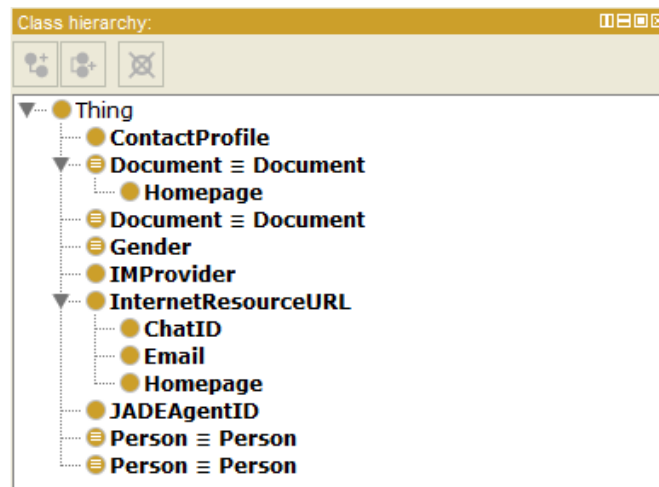 Class hierarchy:
Thing
ContactProfile
Document ≡ Document
Homepage
Document ≡ Document
Gender
IMProvider
InternetResourceURL
ChatID
Email
Homepage
JADEAgentID
Person ≡ Person
Person ≡ Person